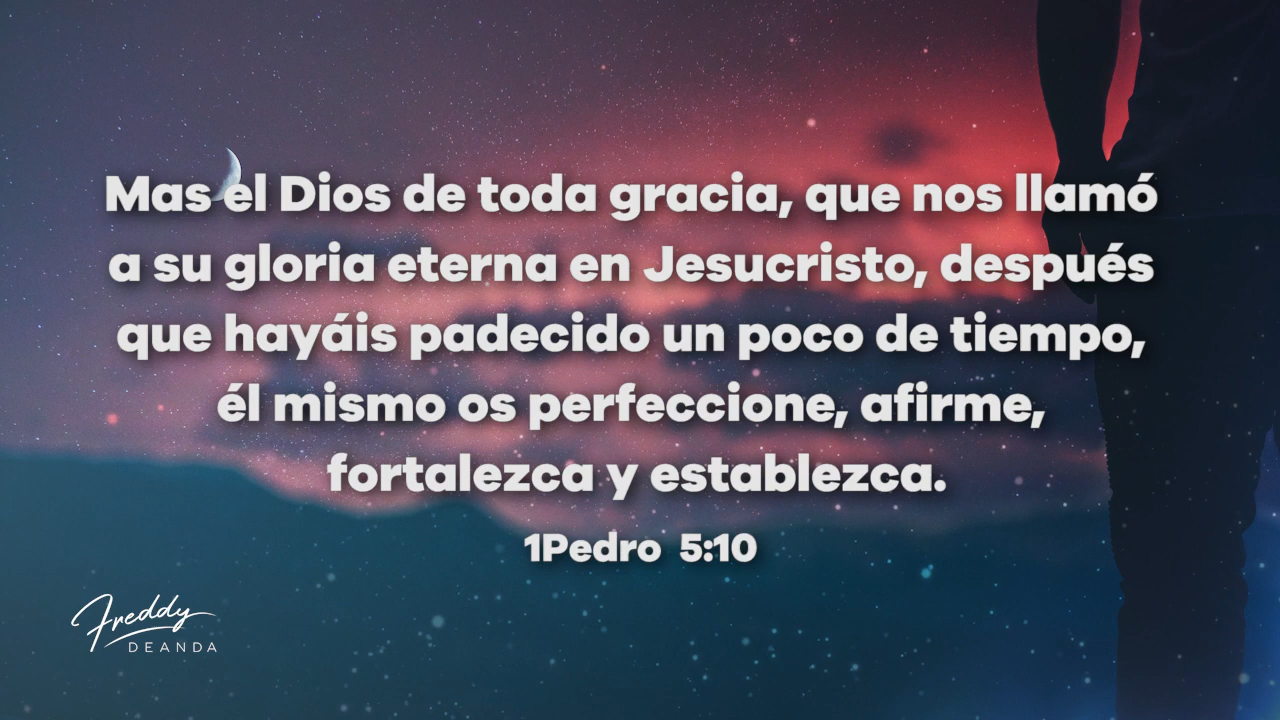 Mas el Dios de toda gracia, que nos llamó
a su gloria eterna en Jesucristo, después
que hayáis padecido un poco de tiempo,
él mismo os perfeccione, afirme,
fortalezca y establezca.
1Pedro 5:10
Freddy
DEANDA